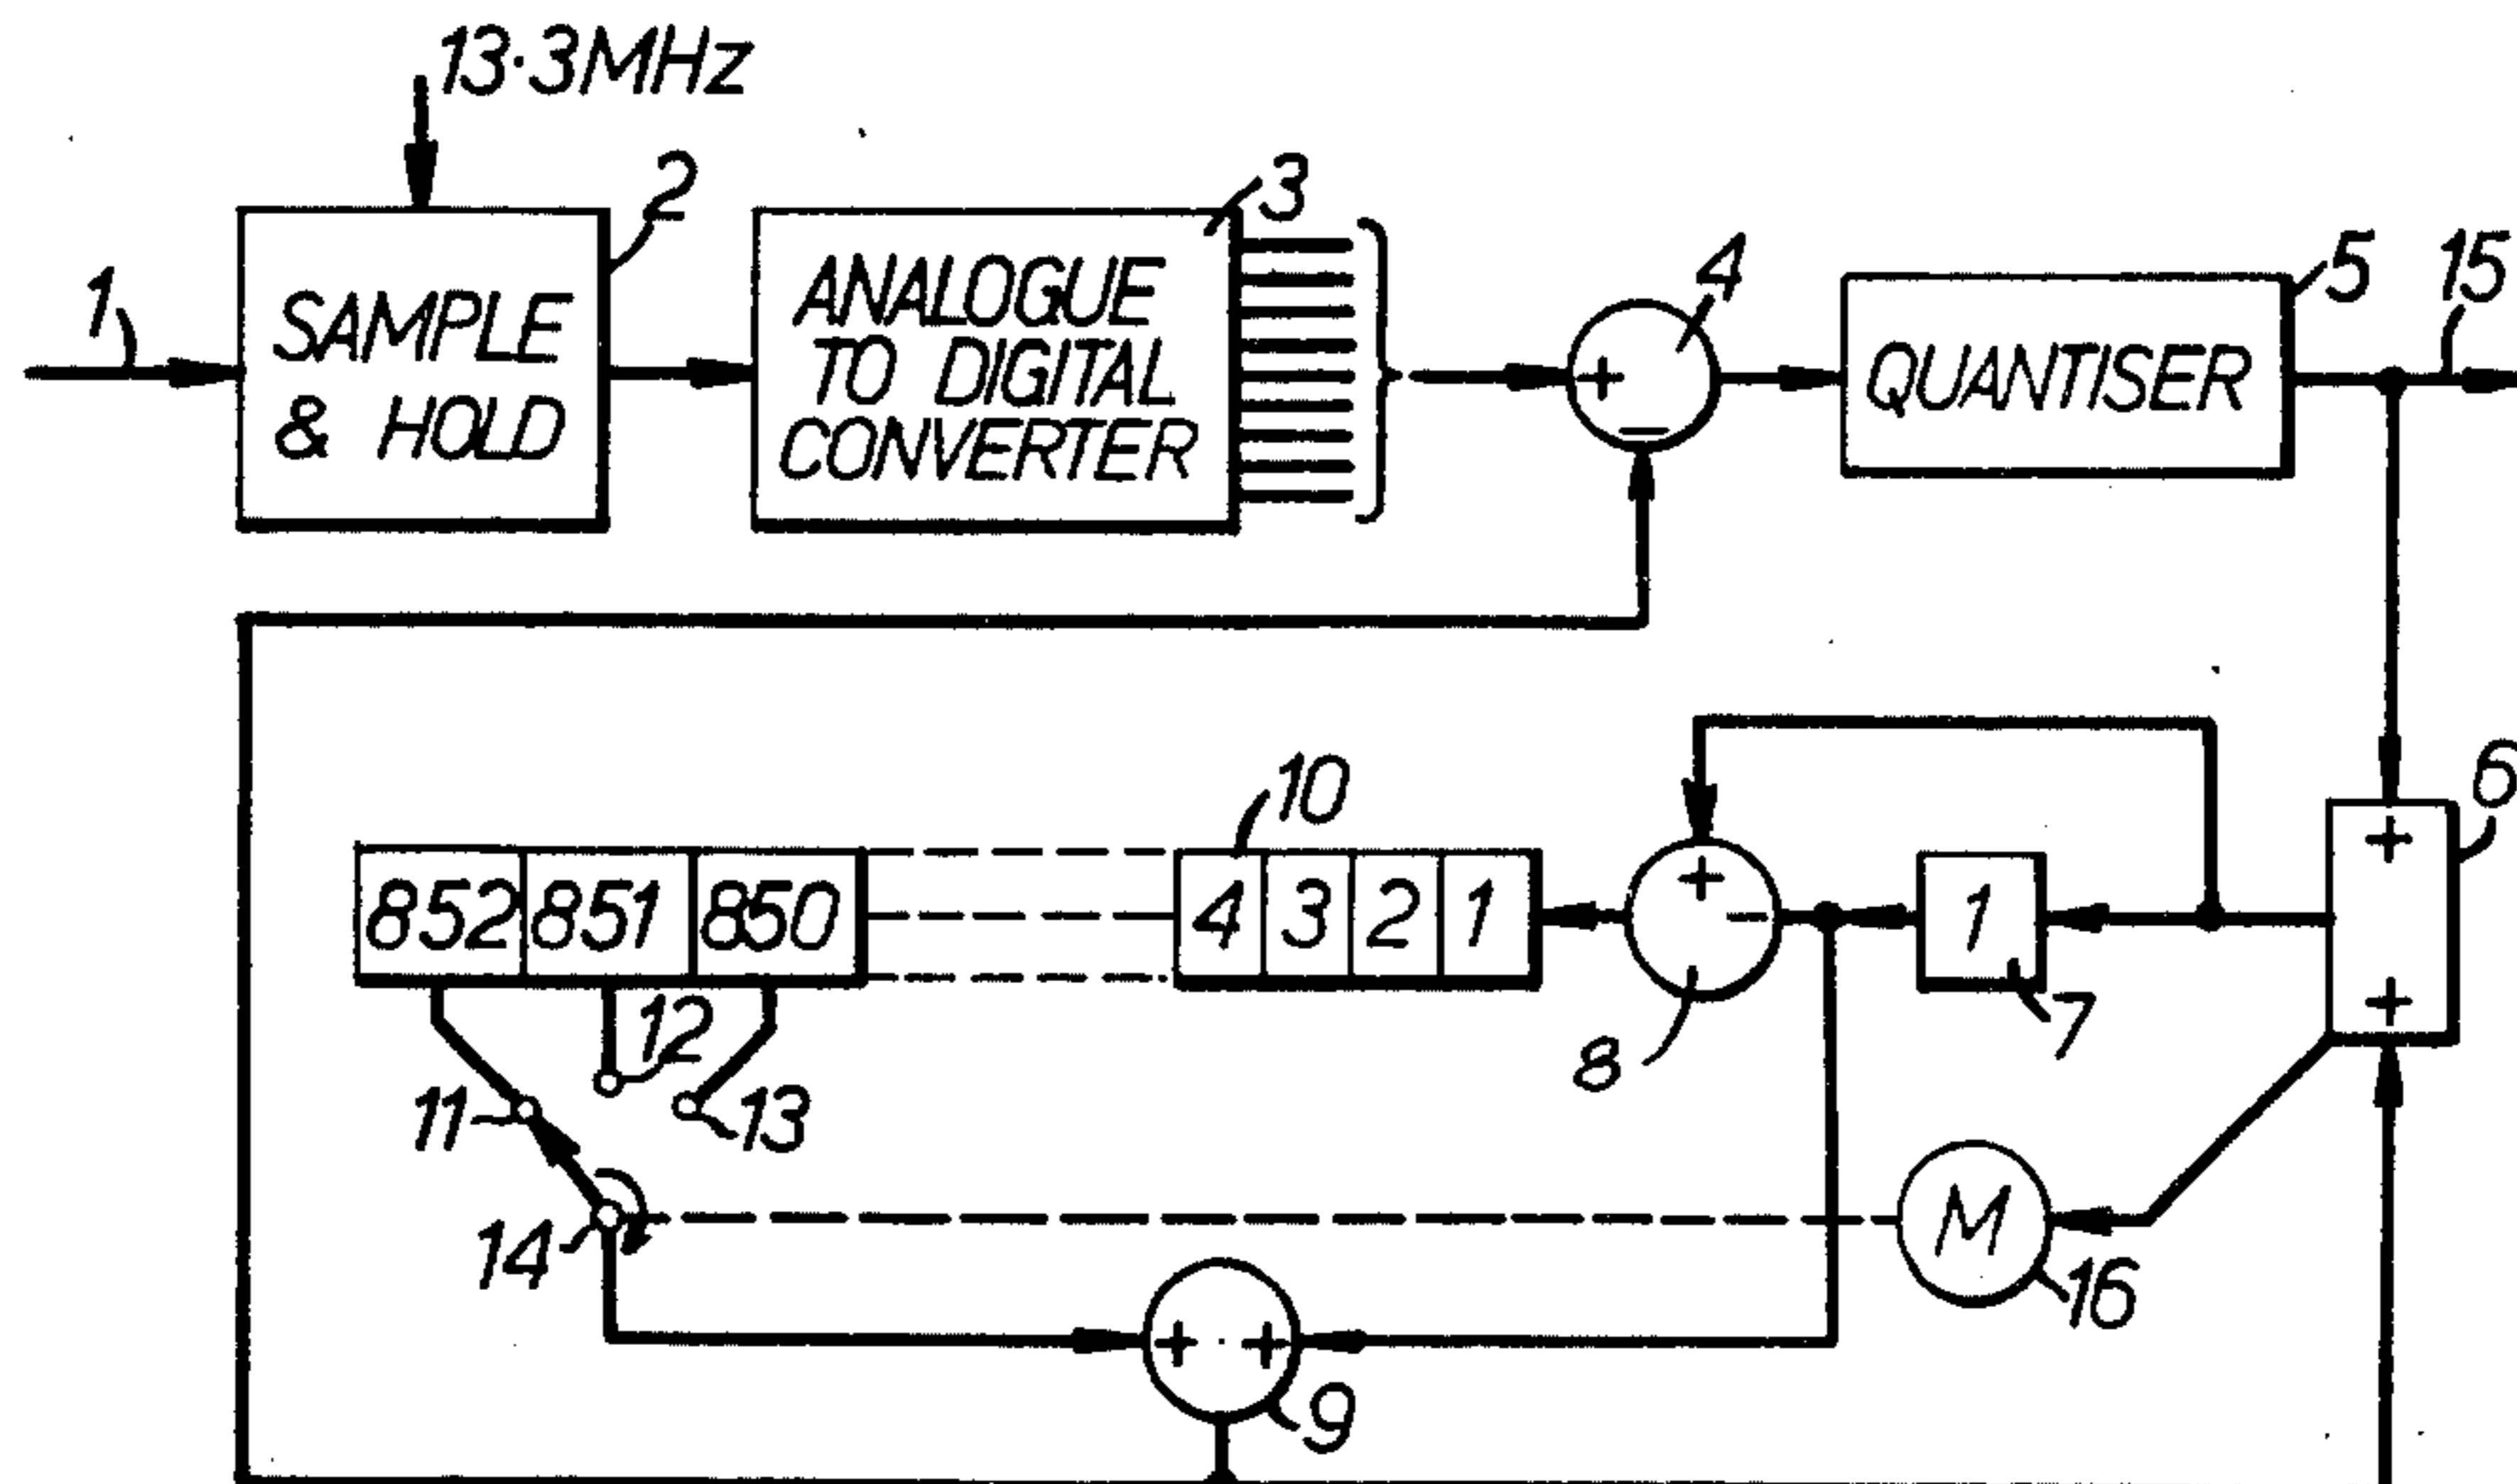 13·3MHz
1
2
SAMPLE
& HOLD
3
ANALOGUE
TO DIGITAL
CONVERTER
4
+
−
5
QUANTISER
15
10
852 851 850
4 3 2 1
+
−
8
1
7
6
+
+
11
12
13
14
M
16
+ · +
9